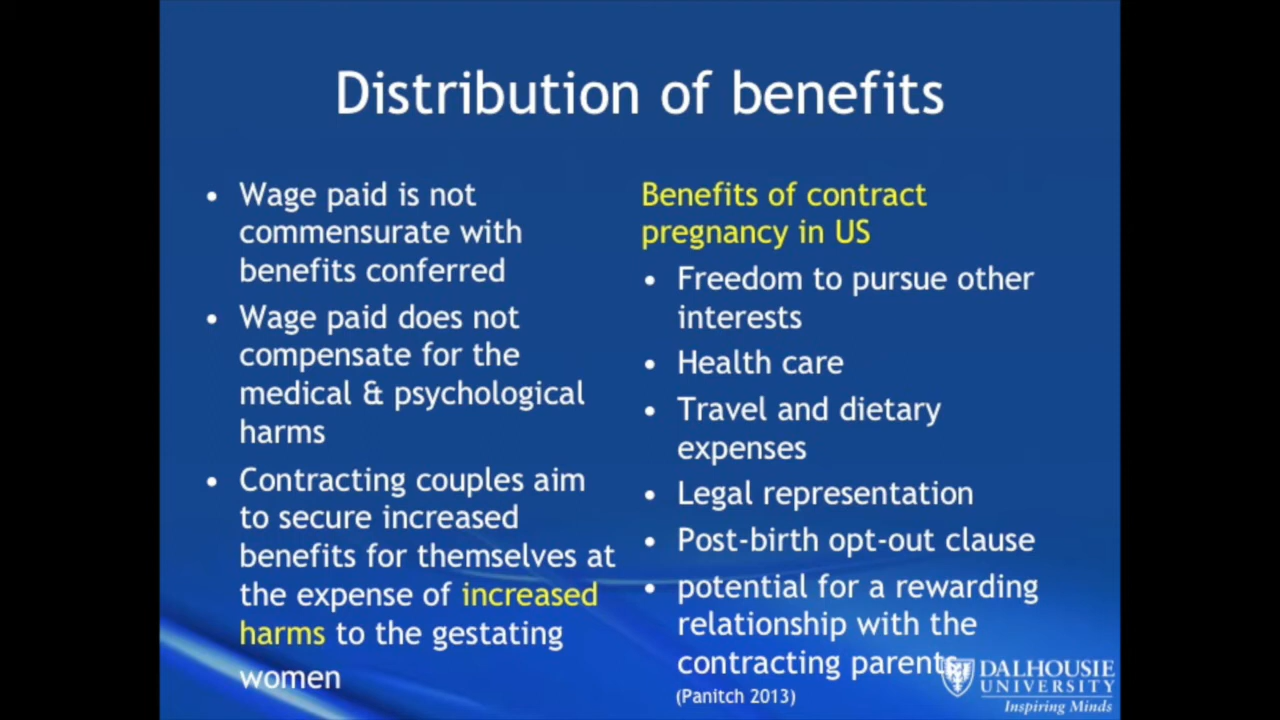 Distribution of benefits
• Wage paid is not
commensurate with
benefits conferred
• Wage paid does not
compensate for the
medical & psychological
harms
• Contracting couples aim
to secure increased
benefits for themselves at
the expense of increased
harms to the gestating
women
Benefits of contract
pregnancy in US
• Freedom to pursue other
interests
• Health care
• Travel and dietary
expenses
• Legal representation
• Post-birth opt-out clause
• potential for a rewarding
relationship with the
contracting parents
(Panitch 2013)
DALHOUSIE
UNIVERSITY
Inspiring Minds